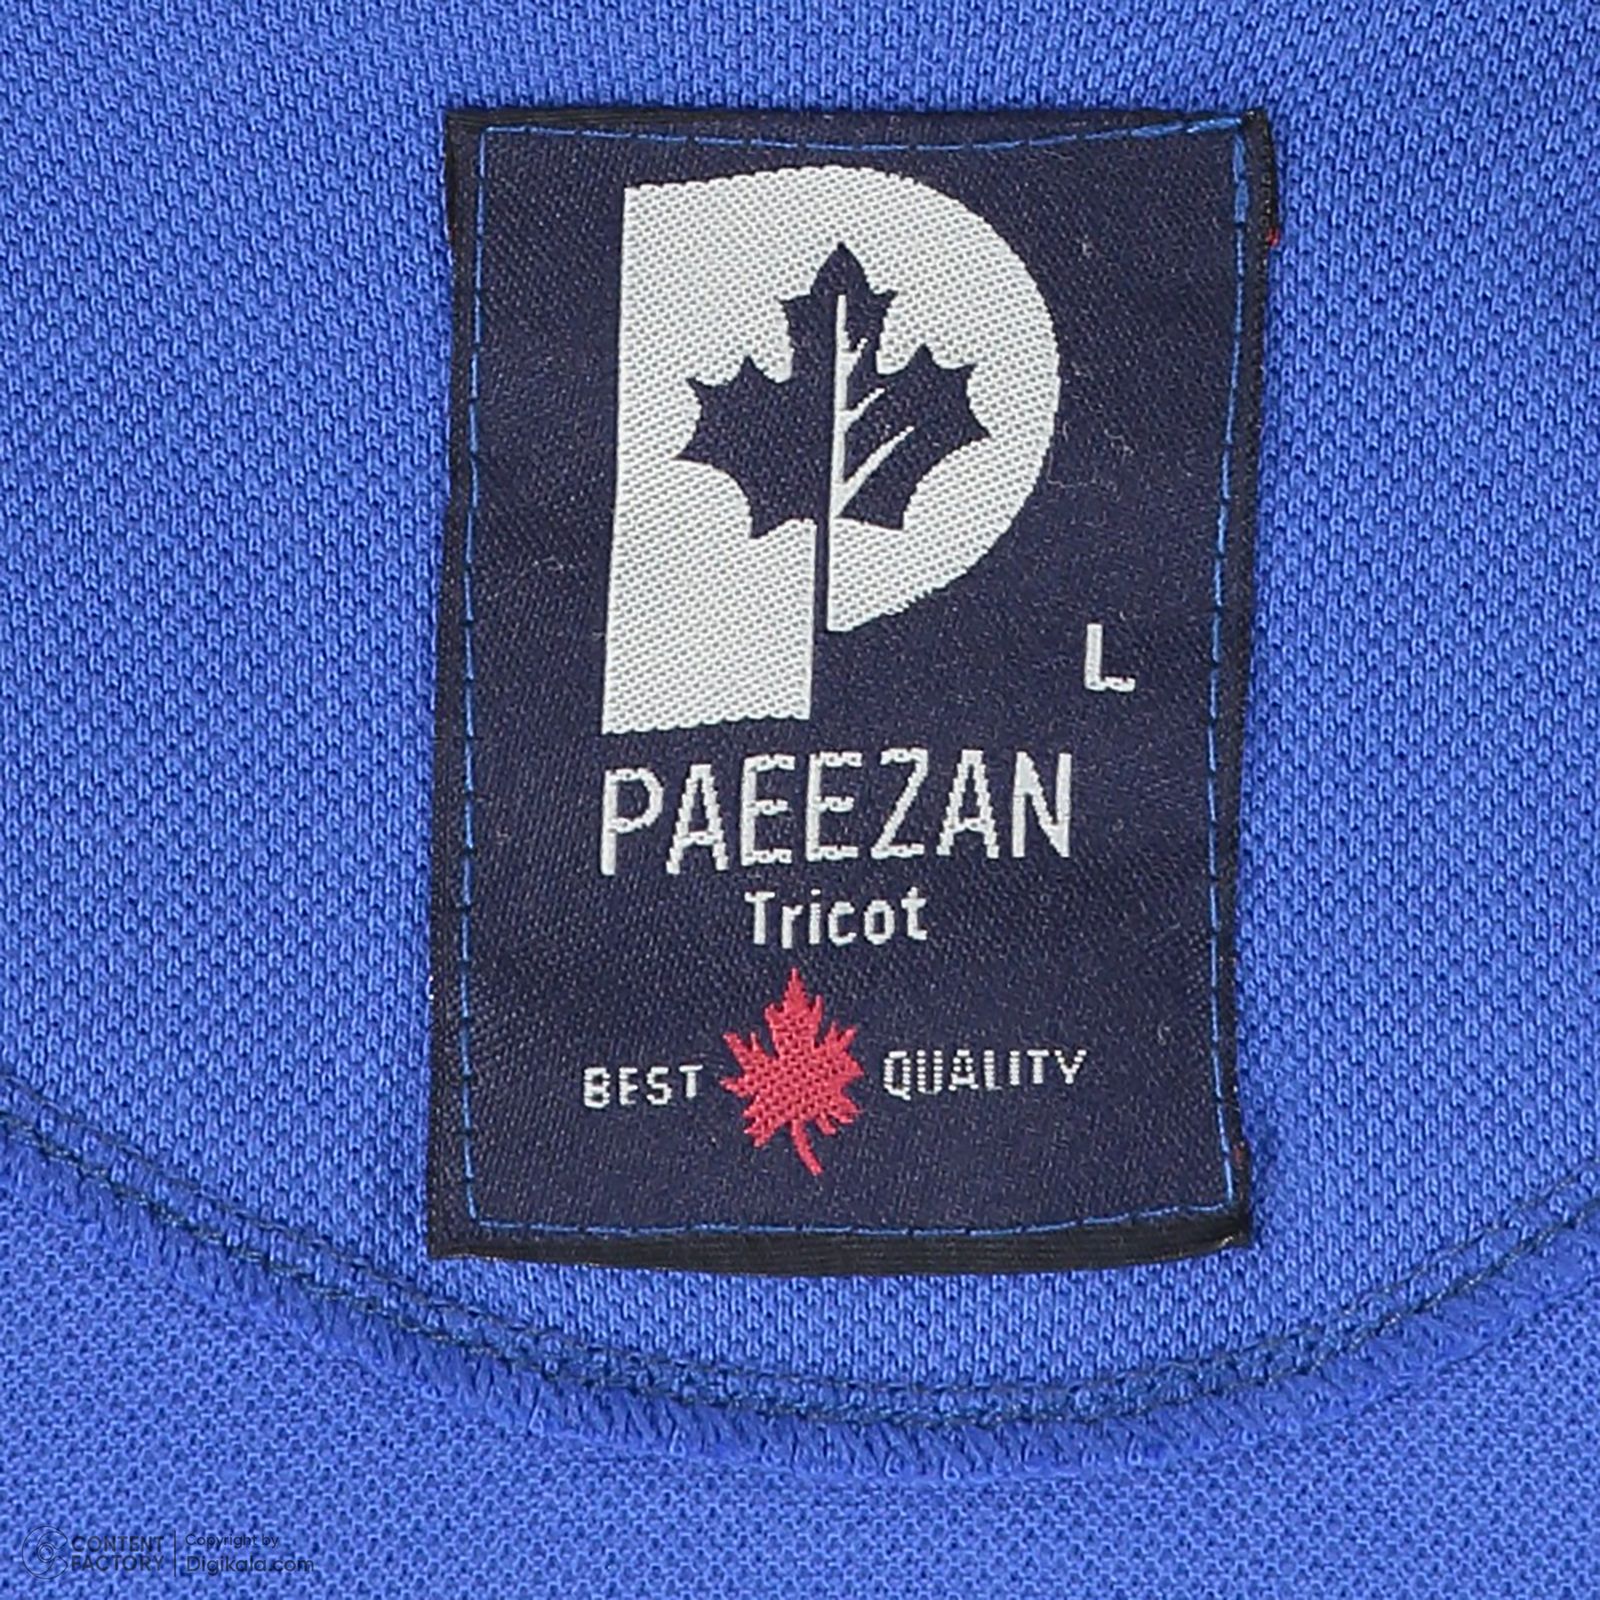 L
PAEEZAN
Tricot
BEST QUALITY
CONTENT FACTORY
Copyright by
Digikala.com